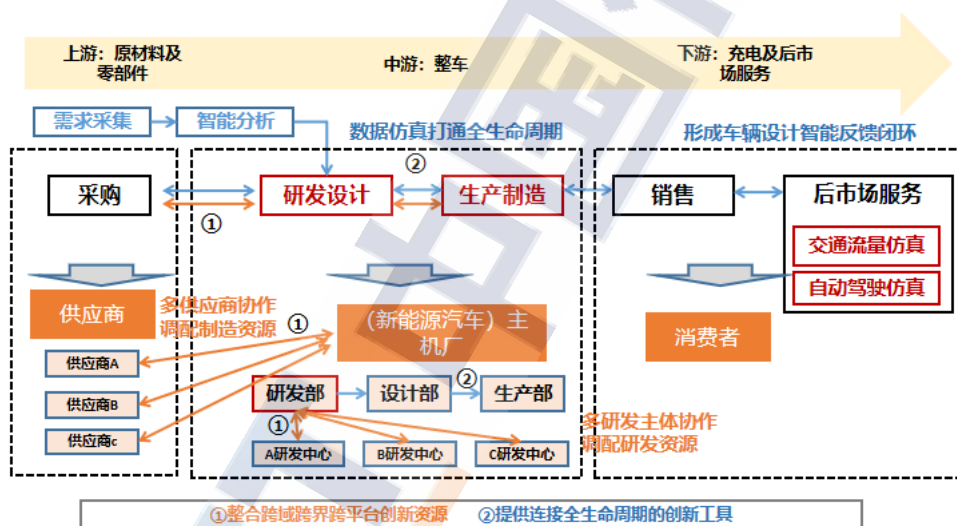 上游：原材料及
零部件
中游：整车
下游：充电及后市
场服务
需求采集
智能分析
数据仿真打通全生命周期
形成车辆设计智能反馈闭环
采购
①
研发设计
②
生产制造
销售
后市场服务
交通流量仿真
自动驾驶仿真
供应商
多供应商协作
调配制造资源
①
（新能源汽车）主
机厂
消费者
供应商A
供应商B
供应商c
研发部
设计部
②
生产部
①
A研发中心
B研发中心
C研发中心
多研发主体协作
调配研发资源
①整合跨域跨界跨平台创新资源 ②提供连接全生命周期的创新工具